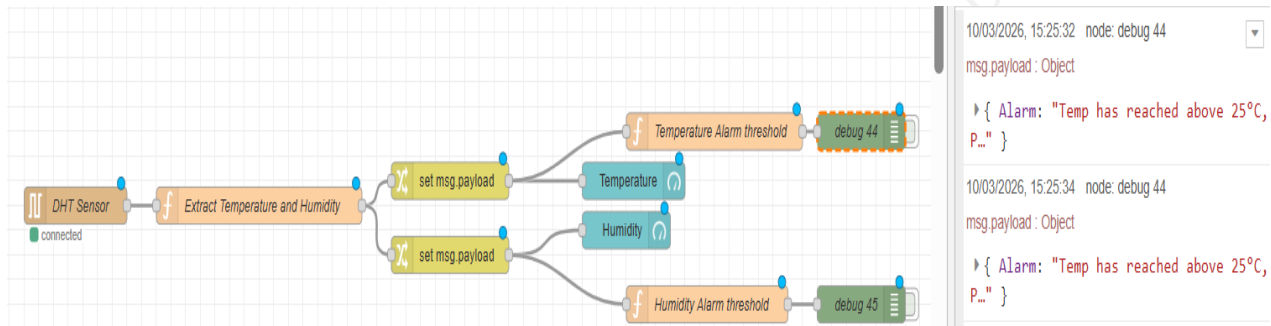 DHT Sensor
connected
Extract Temperature and Humidity
set msg.payload
set msg.payload
Temperature Alarm threshold
debug 44
Temperature
Humidity
Humidity Alarm threshold
debug 45
10/03/2026, 15:25:32 node: debug 44
msg.payload : Object
{ Alarm: "Temp has reached above 25°C,
P…" }
10/03/2026, 15:25:34 node: debug 44
msg.payload : Object
{ Alarm: "Temp has reached above 25°C,
P…" }